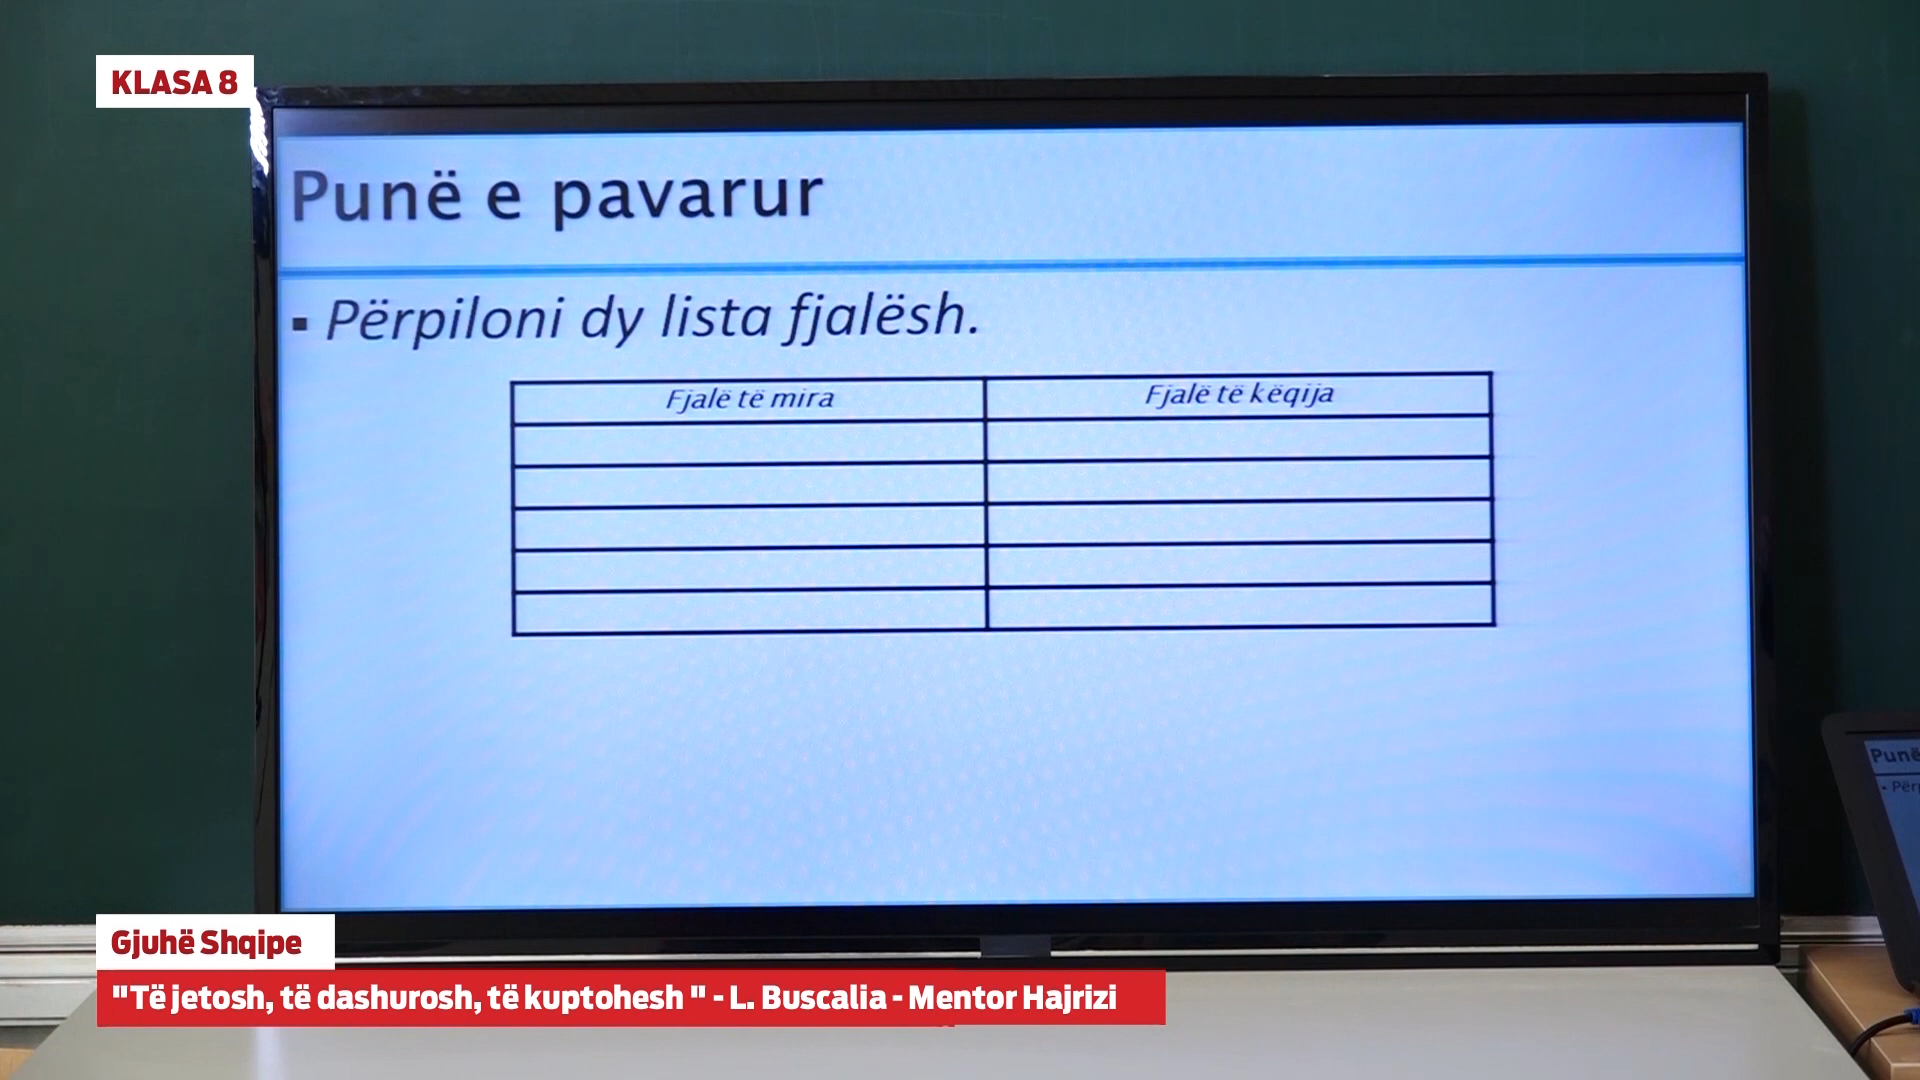 KLASA 8
Punë e pavarur
▪ Përpiloni dy lista fjalësh.
Fjalë të mira
Fjalë të këqija
Punë
Gjuhë Shqipe
"Të jetosh, të dashurosh, të kuptohesh " - L. Buscalia - Mentor Hajrizi